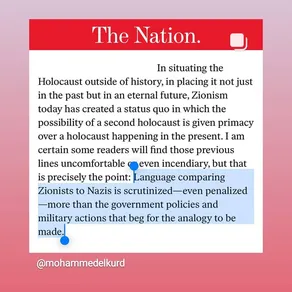 The Nation.
In situating the
Holocaust outside of history, in placing it not just
in the past but in an eternal future, Zionism
today has created a status quo in which the
possibility of a second holocaust is given primacy
over a holocaust happening in the present. I am
certain some readers will find those previous
lines uncomfortable or even incendiary, but that
is precisely the point: Language comparing
Zionists to Nazis is scrutinized—even penalized
—more than the government policies and
military actions that beg for the analogy to be
made.
@mohammedelkurd